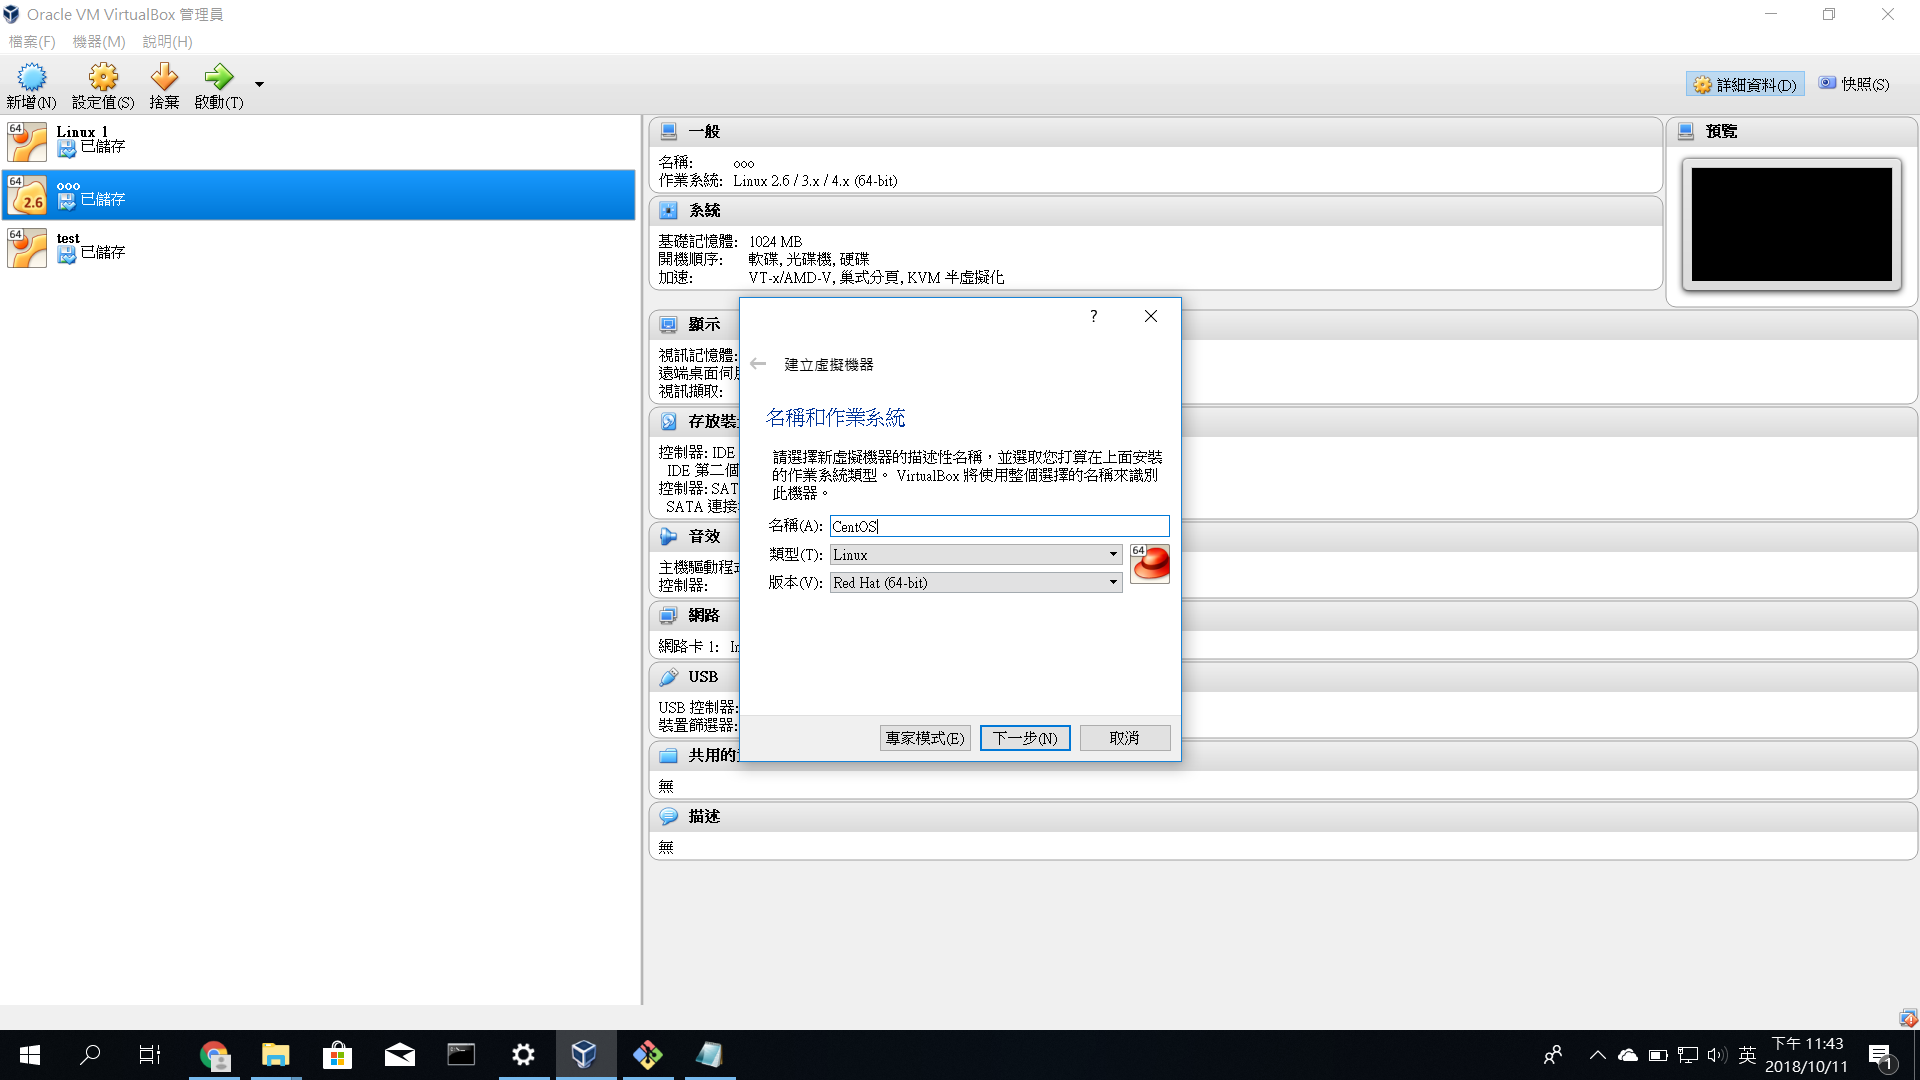 Oracle VM VirtualBox 管理員
檔案(F) 機器(M) 說明(H)
新增(N) 設定值(S) 捨棄 啟動(T)
詳細資料(D) 快照(S)
64 Linux 1
已儲存
64 2.6 ooo
已儲存
64 test
已儲存
一般
名稱: ooo
作業系統: Linux 2.6 / 3.x / 4.x (64-bit)
預覽
系統
基礎記憶體: 1024 MB
開機順序: 軟碟, 光碟機, 硬碟
加速: VT-x/AMD-V, 巢式分頁, KVM 半虛擬化
顯示
視訊記憶體:
遠端桌面伺
視訊擷取:
存放裝
控制器: IDE
IDE 第二個
控制器: SAT
SATA 連接
音效
主機驅動程
控制器:
網路
網路卡 1:
USB
USB 控制器:
裝置篩選器:
共用的
無
描述
無
?
建立虛擬機器
名稱和作業系統
請選擇新虛擬機器的描述性名稱，並選取您打算在上面安裝
的作業系統類型。 VirtualBox 將使用整個選擇的名稱來識別
此機器。
名稱(A): CentOS
類型(T): Linux
版本(V): Red Hat (64-bit)
64
專家模式(E) 下一步(N) 取消
英
下午 11:43
2018/10/11
1